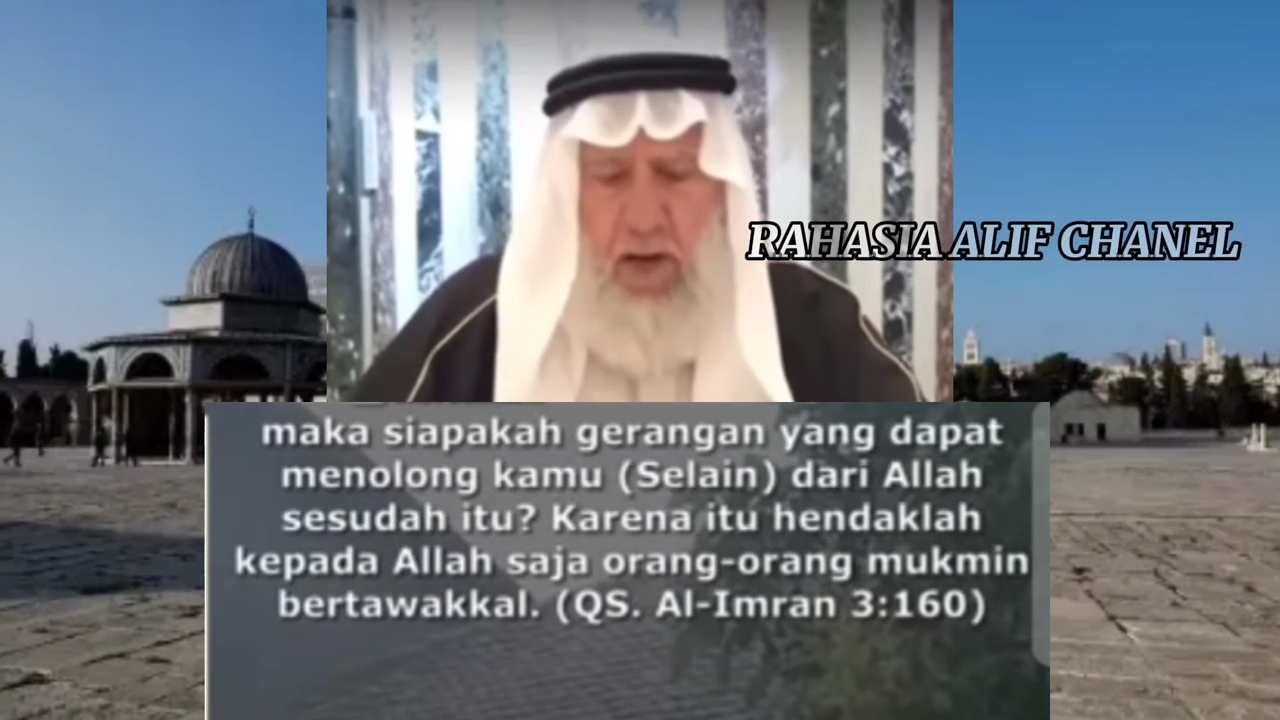 RAHASIA ALIF CHANEL
maka siapakah gerangan yang dapat
menolong kamu (Selain) dari Allah
sesudah itu? Karena itu hendaklah
kepada Allah saja orang-orang mukmin
bertawakkal. (QS. Al-Imran 3:160)